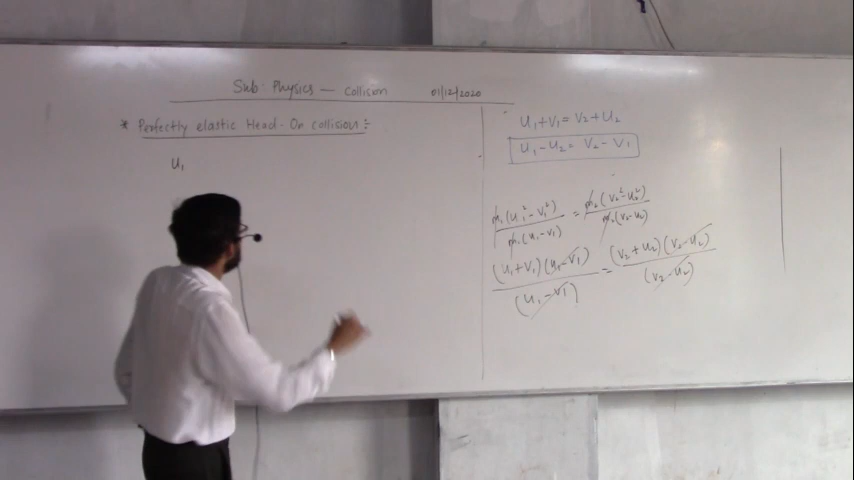 Sub: Physics — Collision 01/12/2020
* Perfectly elastic Head-On collision:-
u₁
u₁+v₁ = v₂+u₂
u₁-u₂ = v₂-v₁
m₁(u₁²-v₁²) / m₁(u₁-v₁) = m₂(v₂²-u₂²) / m₂(v₂-u₂)
(u₁+v₁)(u₁-v₁) / (u₁-v₁) = (v₂+u₂)(v₂-u₂) / (v₂-u₂)